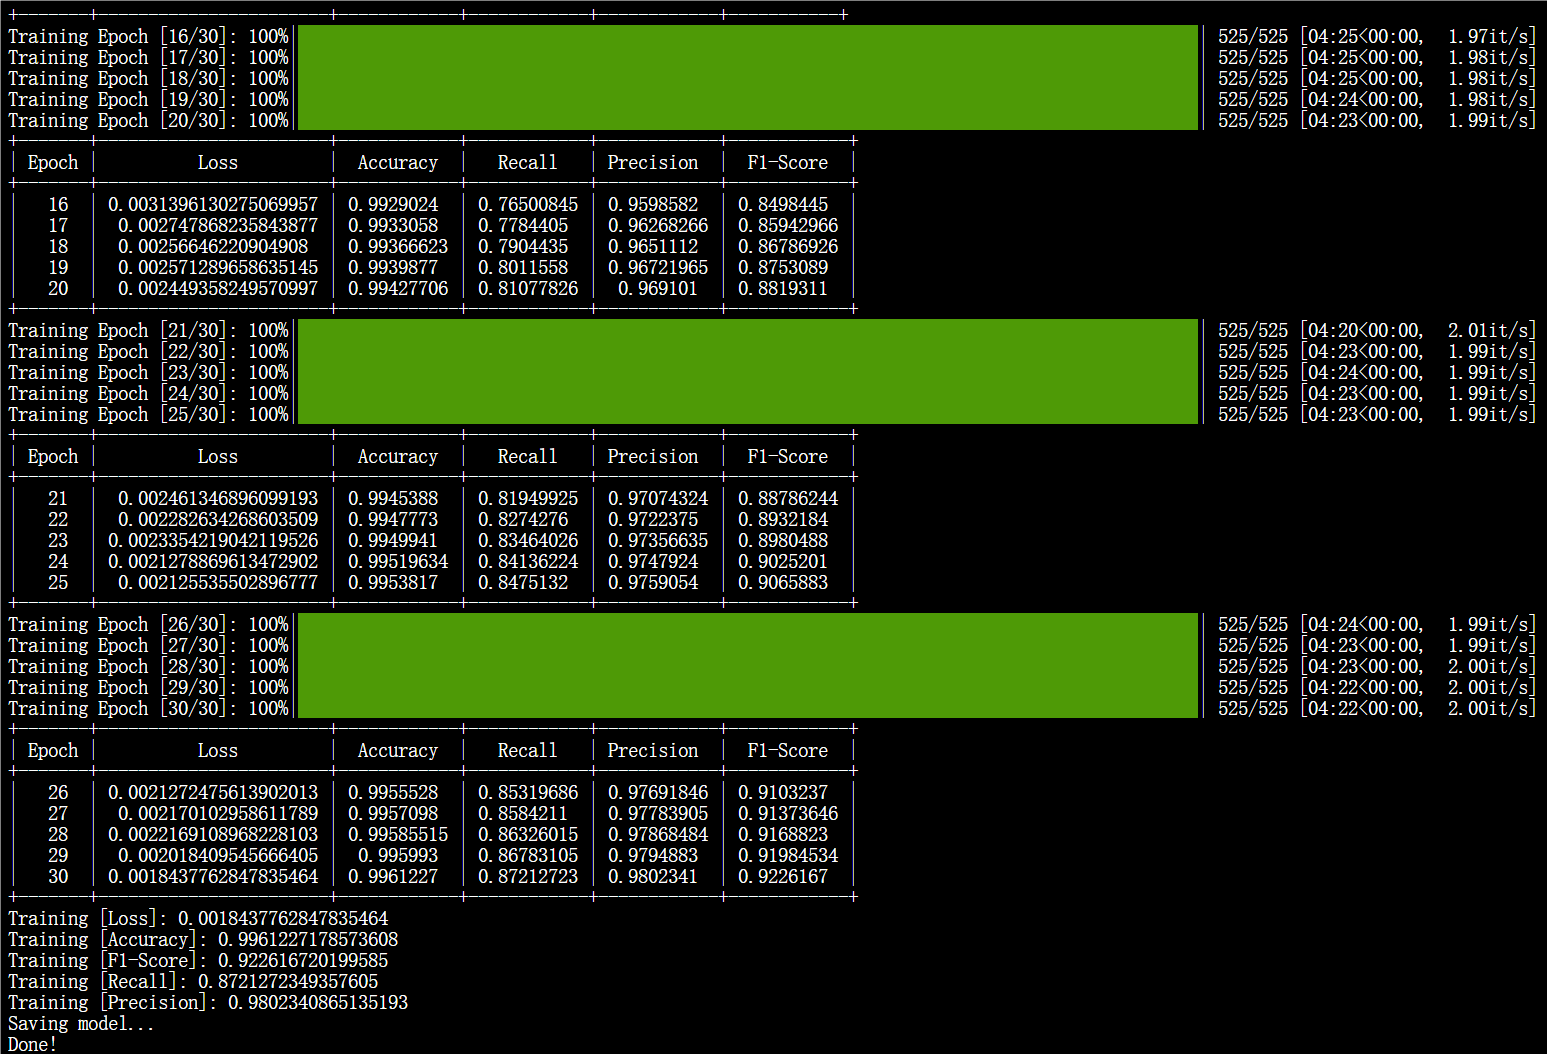 Training Epoch [16/30]: 100%| | 525/525 [04:25<00:00, 1.97it/s]
Training Epoch [17/30]: 100%| | 525/525 [04:25<00:00, 1.98it/s]
Training Epoch [18/30]: 100%| | 525/525 [04:25<00:00, 1.98it/s]
Training Epoch [19/30]: 100%| | 525/525 [04:24<00:00, 1.98it/s]
Training Epoch [20/30]: 100%| | 525/525 [04:23<00:00, 1.99it/s]
| Epoch | Loss | Accuracy | Recall | Precision | F1-Score |
| 16 | 0.0031396130275069957 | 0.9929024 | 0.76500845 | 0.9598582 | 0.8498445 |
| 17 | 0.002747868235843877 | 0.9933058 | 0.7784405 | 0.96268266 | 0.85942966 |
| 18 | 0.00256646220904908 | 0.99366623 | 0.7904435 | 0.9651112 | 0.86786926 |
| 19 | 0.002571289658635145 | 0.9939877 | 0.8011558 | 0.96721965 | 0.8753089 |
| 20 | 0.002449358249570997 | 0.99427706 | 0.81077826 | 0.969101 | 0.8819311 |
Training Epoch [21/30]: 100%| | 525/525 [04:20<00:00, 2.01it/s]
Training Epoch [22/30]: 100%| | 525/525 [04:23<00:00, 1.99it/s]
Training Epoch [23/30]: 100%| | 525/525 [04:24<00:00, 1.99it/s]
Training Epoch [24/30]: 100%| | 525/525 [04:23<00:00, 1.99it/s]
Training Epoch [25/30]: 100%| | 525/525 [04:23<00:00, 1.99it/s]
| Epoch | Loss | Accuracy | Recall | Precision | F1-Score |
| 21 | 0.002461346896099193 | 0.9945388 | 0.81949925 | 0.97074324 | 0.88786244 |
| 22 | 0.002282634268603509 | 0.9947773 | 0.8274276 | 0.9722375 | 0.8932184 |
| 23 | 0.0023354219042119526 | 0.9949941 | 0.83464026 | 0.97356635 | 0.8980488 |
| 24 | 0.0021278869613472902 | 0.99519634 | 0.84136224 | 0.9747924 | 0.9025201 |
| 25 | 0.002125535502896777 | 0.9953817 | 0.8475132 | 0.9759054 | 0.9065883 |
Training Epoch [26/30]: 100%| | 525/525 [04:24<00:00, 1.99it/s]
Training Epoch [27/30]: 100%| | 525/525 [04:23<00:00, 1.99it/s]
Training Epoch [28/30]: 100%| | 525/525 [04:23<00:00, 2.00it/s]
Training Epoch [29/30]: 100%| | 525/525 [04:22<00:00, 2.00it/s]
Training Epoch [30/30]: 100%| | 525/525 [04:22<00:00, 2.00it/s]
| Epoch | Loss | Accuracy | Recall | Precision | F1-Score |
| 26 | 0.0021272475613902013 | 0.9955528 | 0.85319686 | 0.97691846 | 0.9103237 |
| 27 | 0.002170102958611789 | 0.9957098 | 0.8584211 | 0.97783905 | 0.91373646 |
| 28 | 0.0022169108968228103 | 0.99585515 | 0.86326015 | 0.97868484 | 0.9168823 |
| 29 | 0.002018409545666405 | 0.995993 | 0.86783105 | 0.9794883 | 0.91984534 |
| 30 | 0.0018437762847835464 | 0.9961227 | 0.87212723 | 0.9802341 | 0.9226167 |
Training [Loss]: 0.0018437762847835464
Training [Accuracy]: 0.9961227178573608
Training [F1-Score]: 0.922616720199585
Training [Recall]: 0.8721272349357605
Training [Precision]: 0.9802340865135193
Saving model...
Done!